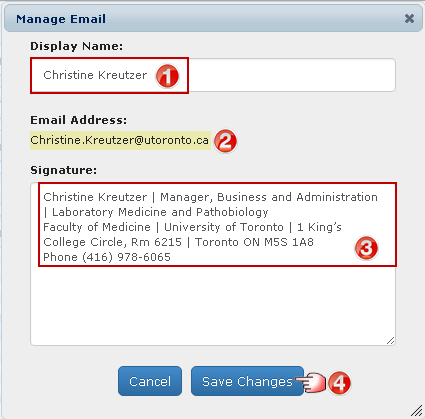 Manage Email
Display Name:
Christine Kreutzer 1
Email Address:
Christine.Kreutzer@utoronto.ca 2
Signature:
Christine Kreutzer | Manager, Business and Administration
| Laboratory Medicine and Pathobiology
Faculty of Medicine | University of Toronto | 1 King’s
College Circle, Rm 6215 | Toronto ON M5S 1A8
Phone (416) 978-6065
3
Cancel Save Changes 4